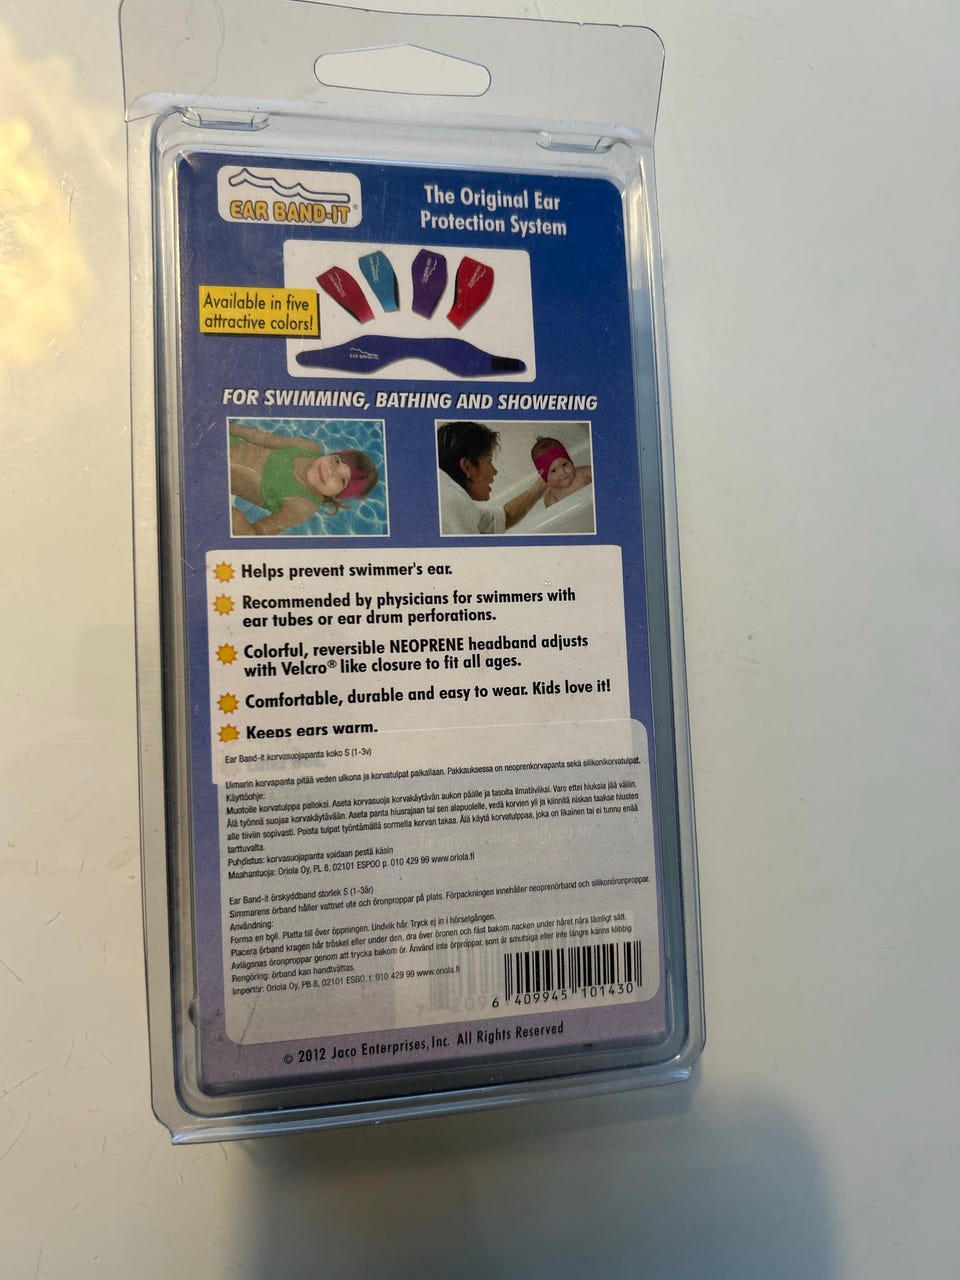 EAR BAND-IT®
The Original Ear
Protection System
Available in five
attractive colors!
EAR BAND-IT
FOR SWIMMING, BATHING AND SHOWERING
Helps prevent swimmer's ear.
Recommended by physicians for swimmers with
ear tubes or ear drum perforations.
Colorful, reversible NEOPRENE headband adjusts
with Velcro® like closure to fit all ages.
Comfortable, durable and easy to wear. Kids love it!
Keeps ears warm.
Ear Band-it korvasuojapanta koko S (1-3v)
Uimarin korvapanta pitää veden ulkona ja korvatulpat paikallaan. Pakkauksessa on neoprenkorvapanta sekä silikonikorvatulpat.
Käyttöohje:
Muotoile korvatulppa palloksi. Aseta korvasuoja korvakäytävän aukon päälle ja tasoita ilmatiiviiksi. Varo ettei hiuksia jää väliin.
Älä työnnä suojaa korvakäytävään. Aseta panta hiusrajaan tai sen alapuolelle, vedä korvien yli ja kiinnitä niskan taakse hiusten
alle tiiviin sopivasti. Poista tulpat työntämällä sormella korvan takaa. Älä käytä korvatulppaa, joka on likainen tai ei tunnu enää
tarttuvalta.
Puhdistus: korvasuojapanta voidaan pestä käsin
Maahantuoja: Oriola Oy, PL 8, 02101 ESPOO p. 010 429 99 www.oriola.fi
Ear Band-it örskyddband storlek S (1-3år)
Simmarens örband håller vattnet ute och öronproppar på plats. Förpackningen innehåller neoprenörband och silikonöronproppar.
Användning:
Forma en boll. Platta till över öppningen. Undvik hår. Tryck ej in i hörselgången.
Placera örband kragen hår tröskel eller under den, dra över öronen och fäst bakom nacken under håret nära lämligt sätt.
Avlägsnas öronproppar genom att trycka bakom ör. Använd inte örproppar, som är smutsiga eller inte längre känns klibbig
Rengöring: örband kan handtvättas.
Importör: Oriola Oy, PB 8, 02101 ESBO, t: 010 429 99 www.oriola.fi
6 409945 101430
© 2012 Jaco Enterprises, Inc. All Rights Reserved